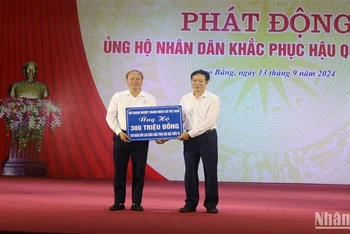 PHÁT ĐỘNG
ỦNG HỘ NHÂN DÂN KHẮC PHỤC HẬU Q
o Bằng, ngày 13 tháng 9 năm 2024
Ủng Hộ
300 TRIỆU ĐỒNG
Nhân